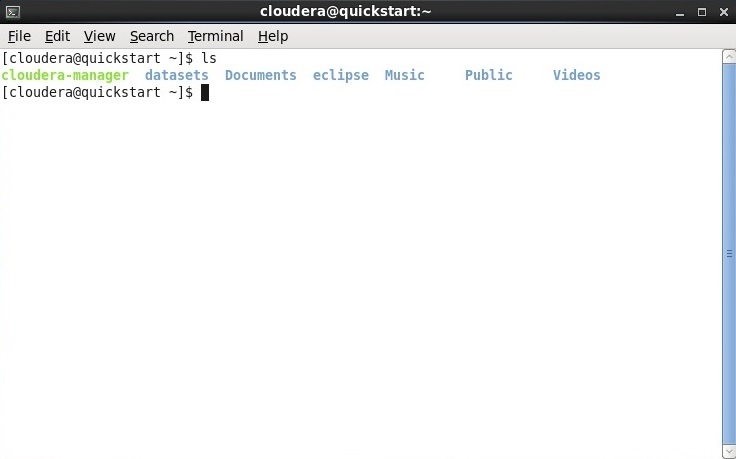 cloudera@quickstart:~
File Edit View Search Terminal Help
[cloudera@quickstart ~]$ ls
cloudera-manager datasets Documents eclipse Music Public Videos
[cloudera@quickstart ~]$